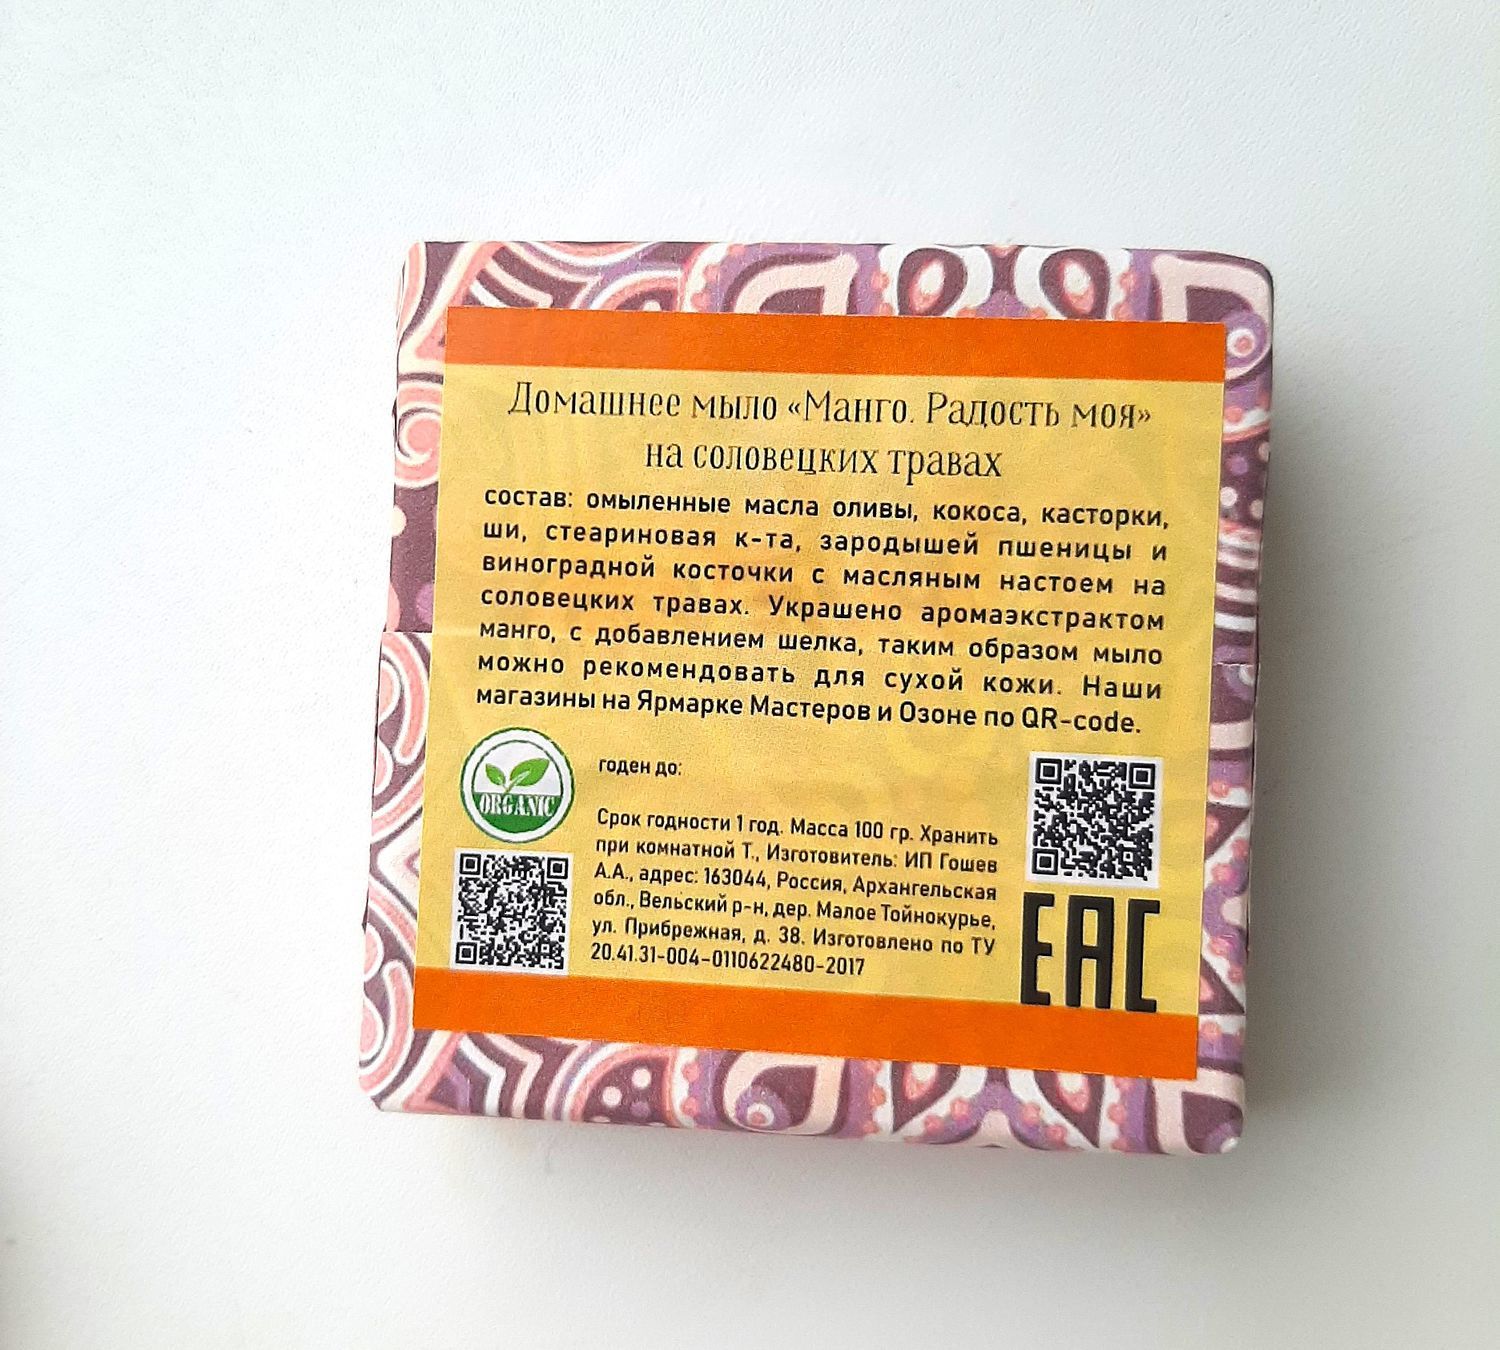 Домашнее мыло «Манго. Радость моя»
на соловецких травах
состав: омыленные масла оливы, кокоса, касторки,
ши, стеариновая к-та, зародышей пшеницы и
виноградной косточки с масляным настоем на
соловецких травах. Украшено аромаэкстрактом
манго, с добавлением шелка, таким образом мыло
можно рекомендовать для сухой кожи. Наши
магазины на Ярмарке Мастеров и Озоне по QR-code.
ORGANIC
годен до:
Срок годности 1 год. Масса 100 гр. Хранить
при комнатной Т., Изготовитель: ИП Гошев
А.А., адрес: 163044, Россия, Архангельская
обл., Вельский р-н, дер. Малое Тойнокурье,
ул. Прибрежная, д. 38. Изготовлено по ТУ
20.41.31-004-0110622480-2017
EAC